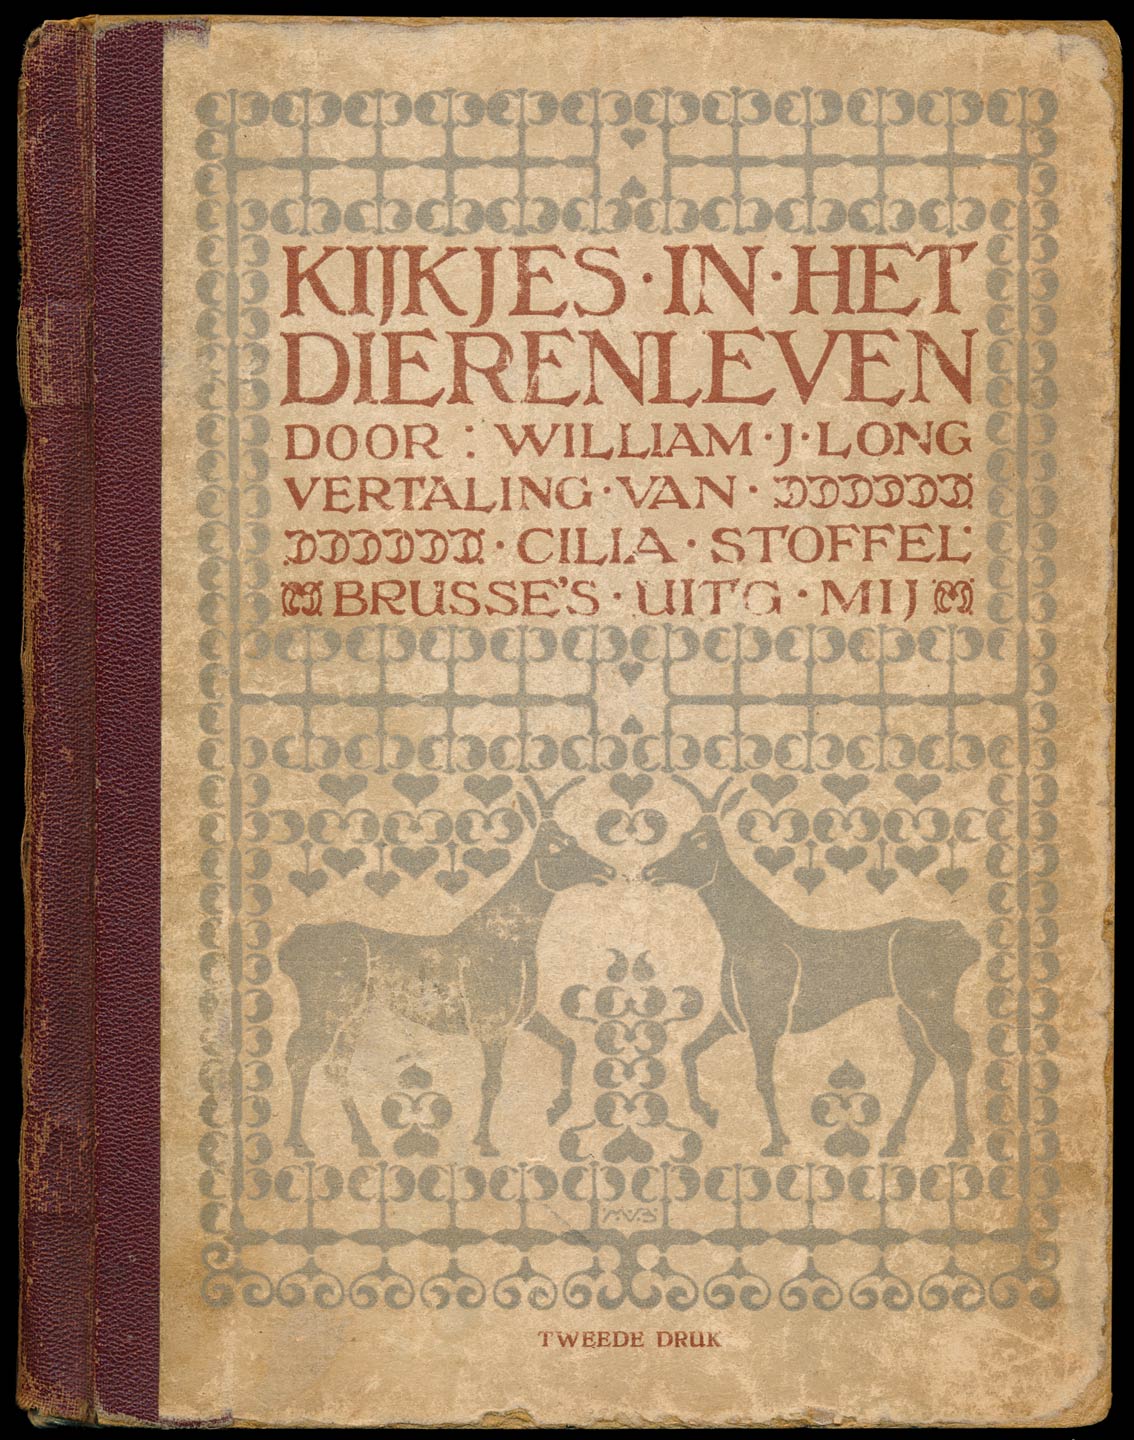 KIJKJES · IN · HET
DIERENLEVEN
DOOR : WILLIAM · J · LONG
VERTALING · VAN ·
· CILIA · STOFFEL :
BRUSSE'S · UITG · MIJ
M.V.B
TWEEDE DRUK